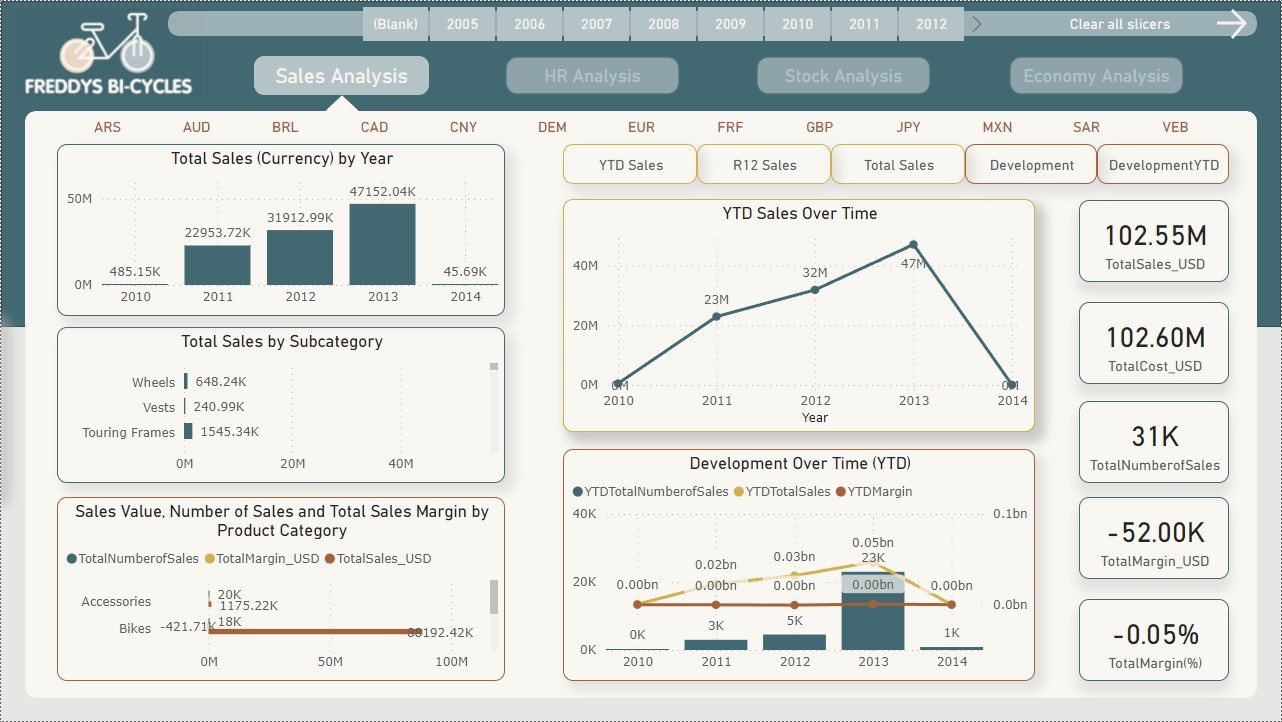 (Blank) 2005 2006 2007 2008 2009 2010 2011 2012 Clear all slicers
FREDDYS BI-CYCLES
Sales Analysis HR Analysis Stock Analysis Economy Analysis
ARS AUD BRL CAD CNY DEM EUR FRF GBP JPY MXN SAR VEB
Total Sales (Currency) by Year
50M
0M
485.15K 22953.72K 31912.99K 47152.04K 45.69K
2010 2011 2012 2013 2014
Total Sales by Subcategory
Wheels 648.24K
Vests 240.99K
Touring Frames 1545.34K
0M 20M 40M
Sales Value, Number of Sales and Total Sales Margin by
Product Category
TotalNumberofSales TotalMargin_USD TotalSales_USD
Accessories 20K
1175.22K
Bikes -421.71K 18K
88192.42K
0M 50M 100M
YTD Sales R12 Sales Total Sales Development DevelopmentYTD
YTD Sales Over Time
40M
20M
0M
0M 23M 32M 47M 0M
2010 2011 2012 2013 2014
Year
Development Over Time (YTD)
YTDTotalNumberofSales YTDTotalSales YTDMargin
40K 0.1bn
20K 0.0bn
0K
0.02bn 0.03bn 0.05bn
23K
0.00bn 0.00bn 0.00bn 0.00bn 0.00bn
0K 3K 5K 1K
2010 2011 2012 2013 2014
102.55M
TotalSales_USD
102.60M
TotalCost_USD
31K
TotalNumberofSales
-52.00K
TotalMargin_USD
-0.05%
TotalMargin(%)